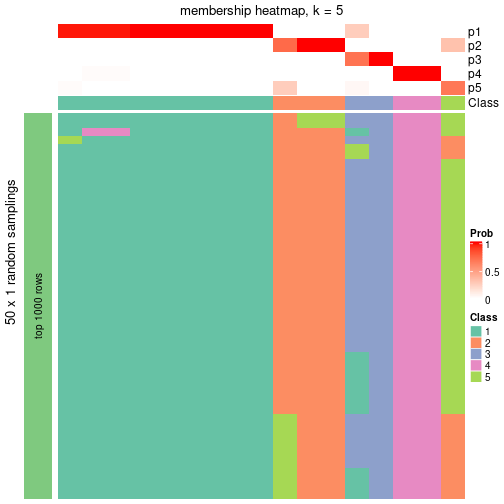 membership heatmap, k = 5
p1
p2
p3
p4
p5
Class
50 x 1 random samplings
top 1000 rows
Prob
1
0.5
0
Class
1
2
3
4
5